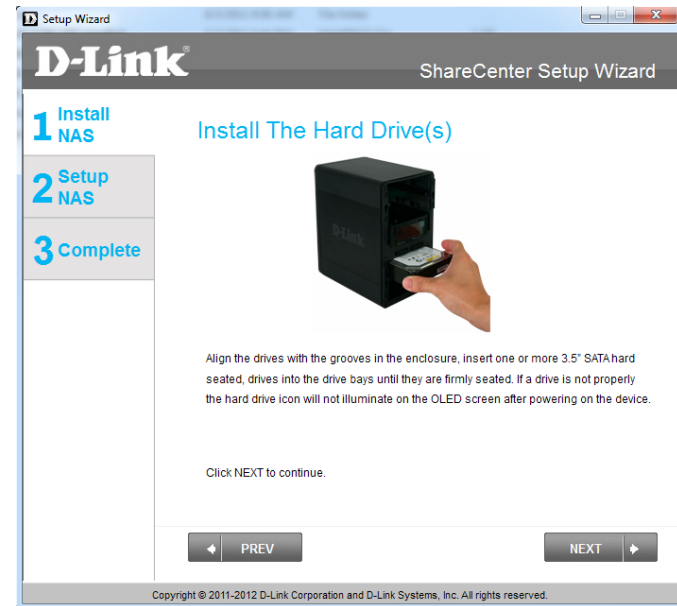 Setup Wizard
D-Link®
ShareCenter Setup Wizard
1 Install
NAS
2 Setup
NAS
3 Complete
Install The Hard Drive(s)
D-Link
Align the drives with the grooves in the enclosure, insert one or more 3.5" SATA hard
seated, drives into the drive bays until they are firmly seated. If a drive is not properly
the hard drive icon will not illuminate on the OLED screen after powering on the device.
Click NEXT to continue.
PREV
NEXT
Copyright © 2011-2012 D-Link Corporation and D-Link Systems, Inc. All rights reserved.